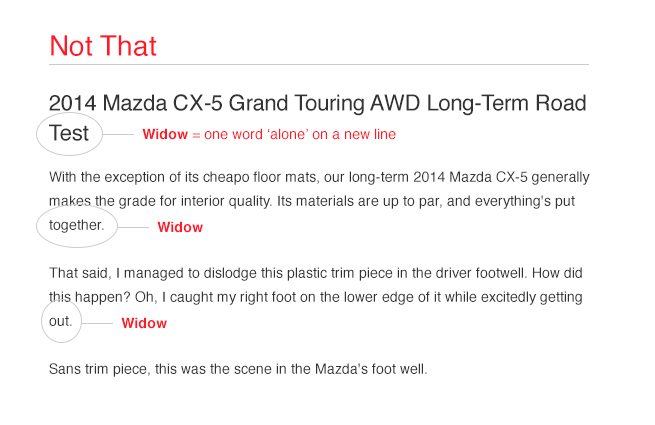 Not That
2014 Mazda CX-5 Grand Touring AWD Long-Term Road
Test Widow = one word ‘alone’ on a new line
With the exception of its cheapo floor mats, our long-term 2014 Mazda CX-5 generally
makes the grade for interior quality. Its materials are up to par, and everything's put
together. Widow
That said, I managed to dislodge this plastic trim piece in the driver footwell. How did
this happen? Oh, I caught my right foot on the lower edge of it while excitedly getting
out. Widow
Sans trim piece, this was the scene in the Mazda's foot well.